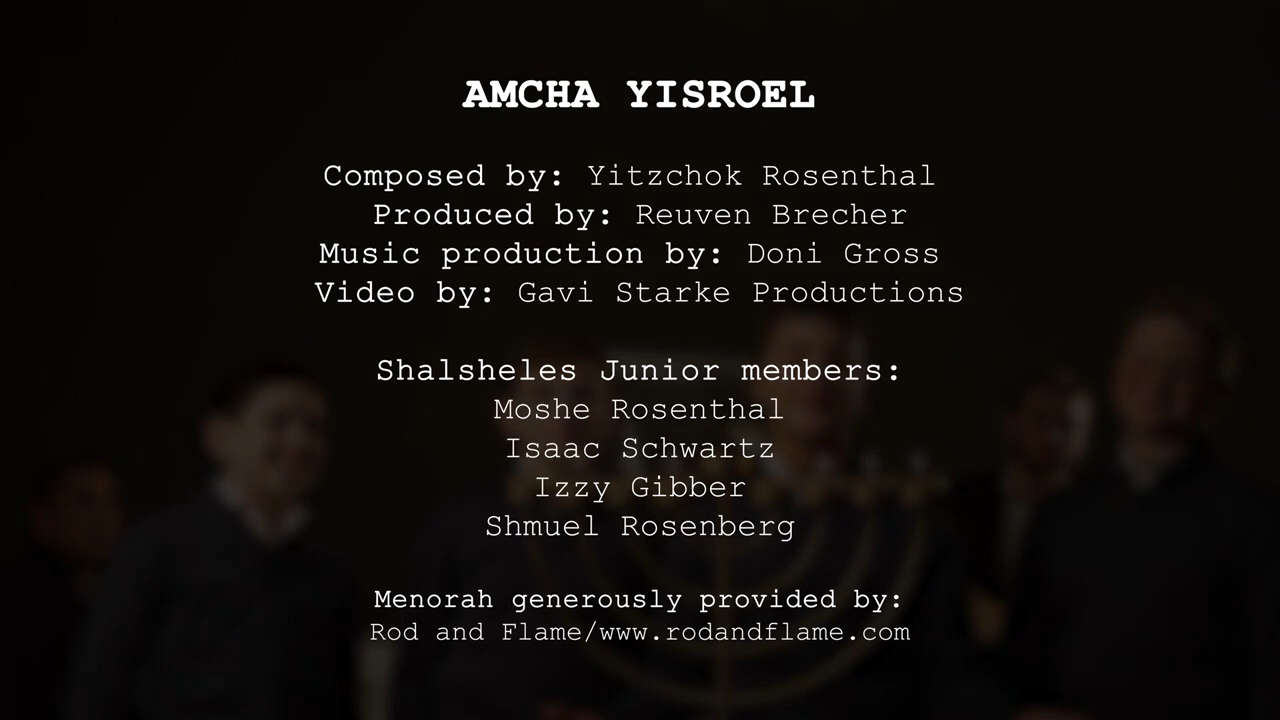 AMCHA YISROEL
Composed by: Yitzchok Rosenthal
Produced by: Reuven Brecher
Music production by: Doni Gross
Video by: Gavi Starke Productions
Shalsheles Junior members:
Moshe Rosenthal
Isaac Schwartz
Izzy Gibber
Shmuel Rosenberg
Menorah generously provided by:
Rod and Flame/www.rodandflame.com